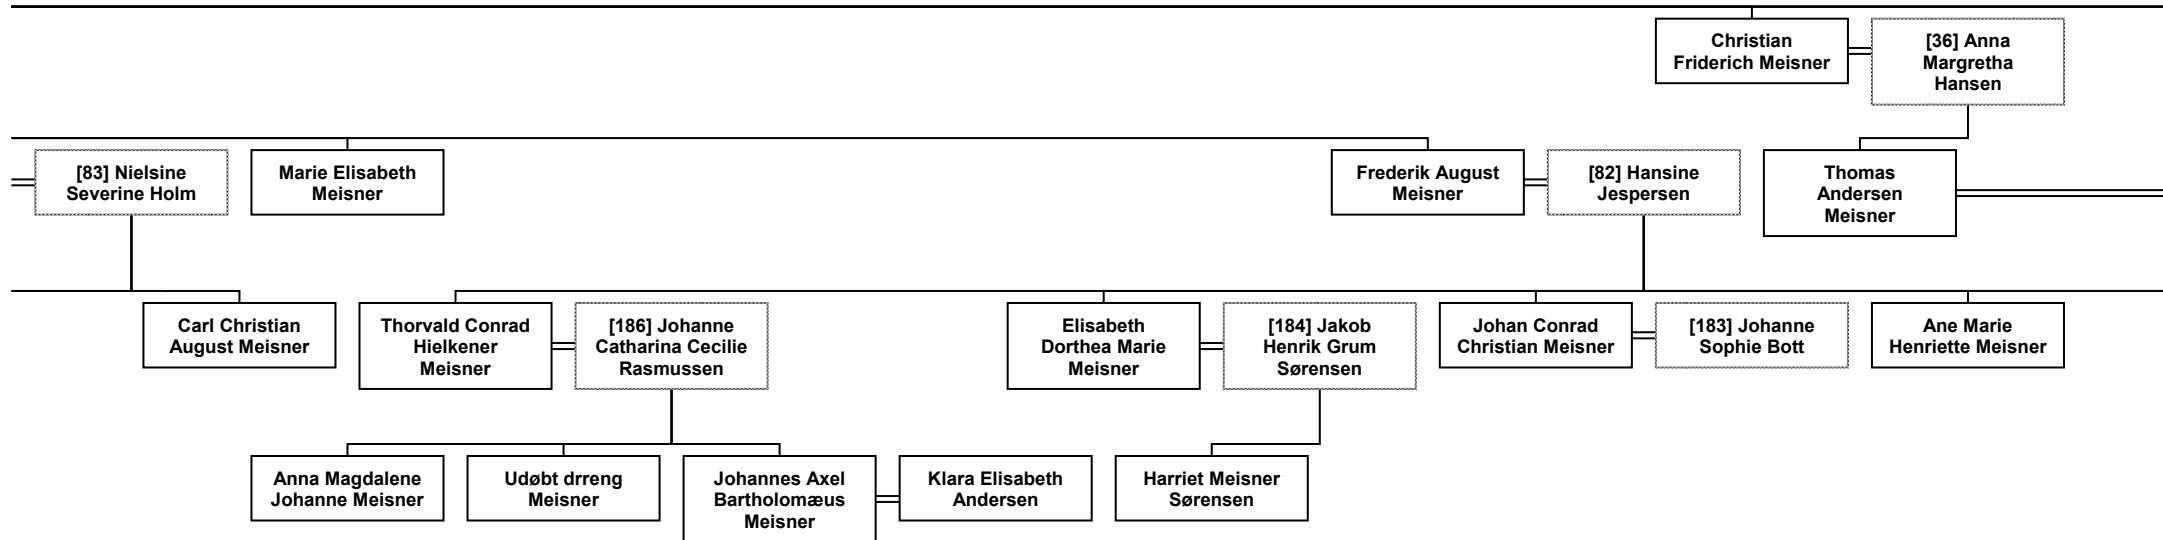 Christian
Friderich Meisner
[36] Anna
Margretha
Hansen
[83] Nielsine
Severine Holm
Marie Elisabeth
Meisner
Frederik August
Meisner
[82] Hansine
Jespersen
Thomas
Andersen
Meisner
Carl Christian
August Meisner
Thorvald Conrad
Hielkener
Meisner
[186] Johanne
Catharina Cecilie
Rasmussen
Elisabeth
Dorthea Marie
Meisner
[184] Jakob
Henrik Grum
Sørensen
Johan Conrad
Christian Meisner
[183] Johanne
Sophie Bott
Ane Marie
Henriette Meisner
Anna Magdalene
Johanne Meisner
Udøbt drreng
Meisner
Johannes Axel
Bartholomæus
Meisner
Klara Elisabeth
Andersen
Harriet Meisner
Sørensen